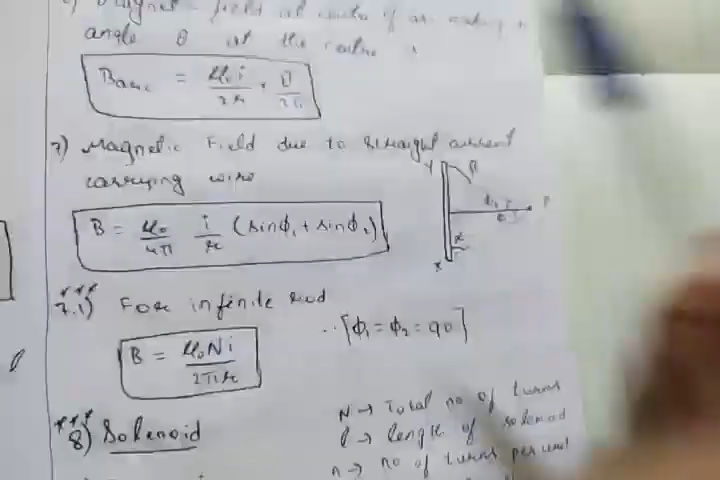 angle θ at the centre
B arc = μ₀i/2r . θ/2π
7) Magnetic Field due to straight current
carrying wire
B = μ₀/4π i/r (sinϕ₁ + sinϕ₂)
Y
P
X
7.1) For infinite rod
∴ [ϕ₁ = ϕ₂ = 90]
B = μ₀Ni/2πr
8) Solenoid
N → Total no of turns
l → length of solenoid
n → no of turns per unit